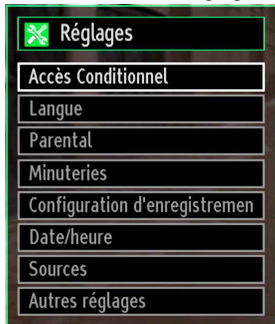 Réglages
Accès Conditionnel
Langue
Parental
Minuteries
Configuration d'enregistremen
Date/heure
Sources
Autres réglages